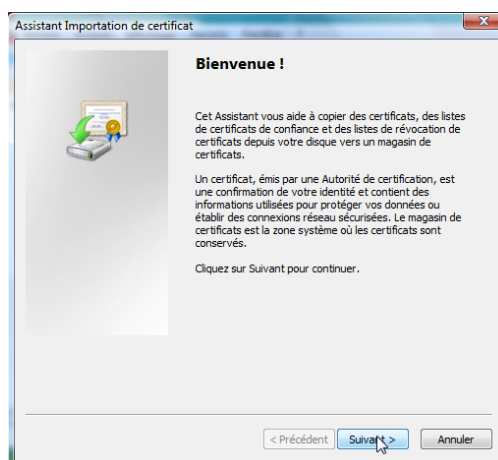 Assistant Importation de certificat
Bienvenue !
Cet Assistant vous aide à copier des certificats, des listes
de certificats de confiance et des listes de révocation de
certificats depuis votre disque vers un magasin de
certificats.
Un certificat, émis par une Autorité de certification, est
une confirmation de votre identité et contient des
informations utilisées pour protéger vos données ou
établir des connexions réseau sécurisées. Le magasin de
certificats est la zone système où les certificats sont
conservés.
Cliquez sur Suivant pour continuer.
< Précédent Suivant > Annuler